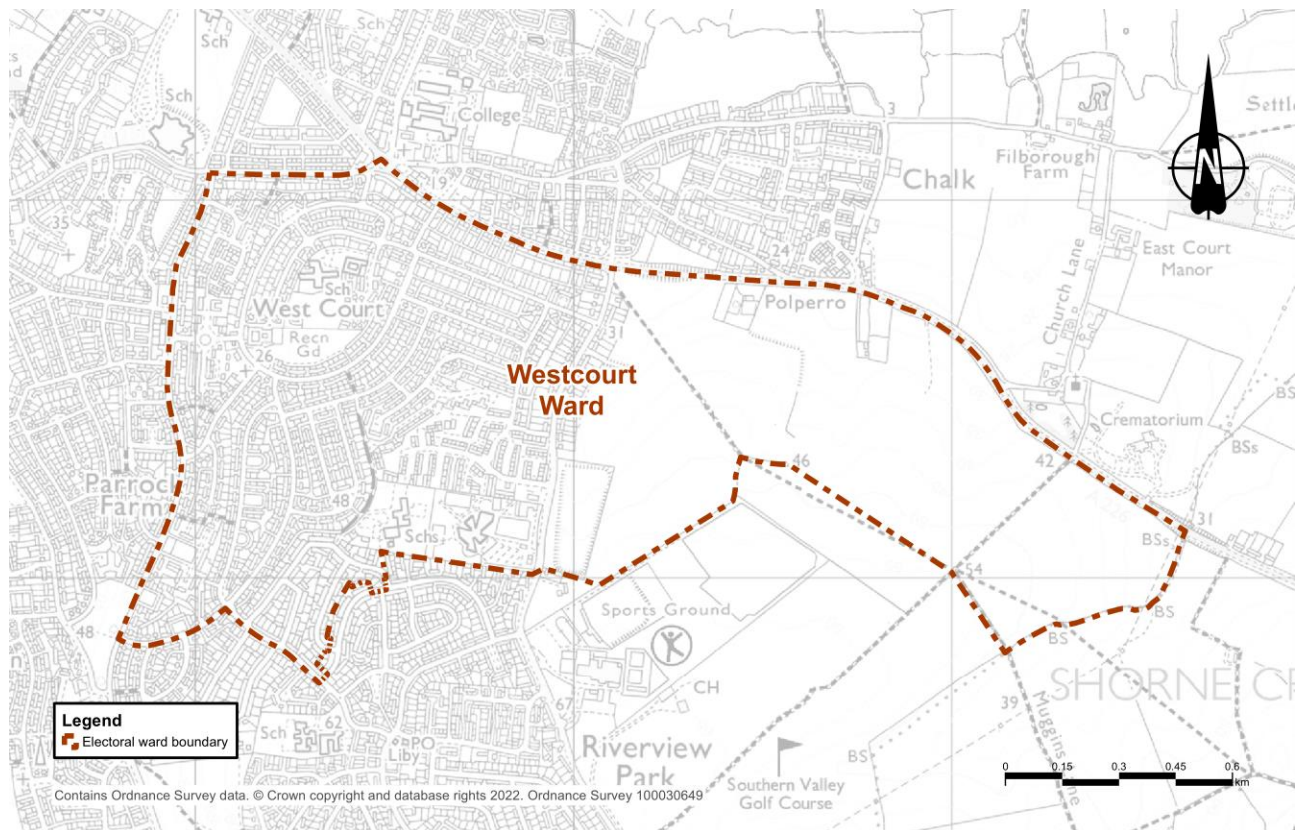 Sch
Sch
Sch
College
19
3
Settl
Filborough
Farm
Chalk
N
35
24
East Court
Manor
Church Lane
Sch
West Court
Polperro
Recn
Gd
31
26
Westcourt
Ward
BS
Crematorium
BSs
46
42
Parrock
Farm
48
A 226
31
Schs
BSs
54
Sports Ground
BS
48
BS
SHORNE C
CH
39
67
Muggins Lane
Legend
Electoral ward boundary
Sch
62
PO
Liby
Riverview
Park
BS
Southern Valley
Golf Course
0 0.15 0.3 0.45 0.6
km
Contains Ordnance Survey data. © Crown copyright and database rights 2022. Ordnance Survey 100030649